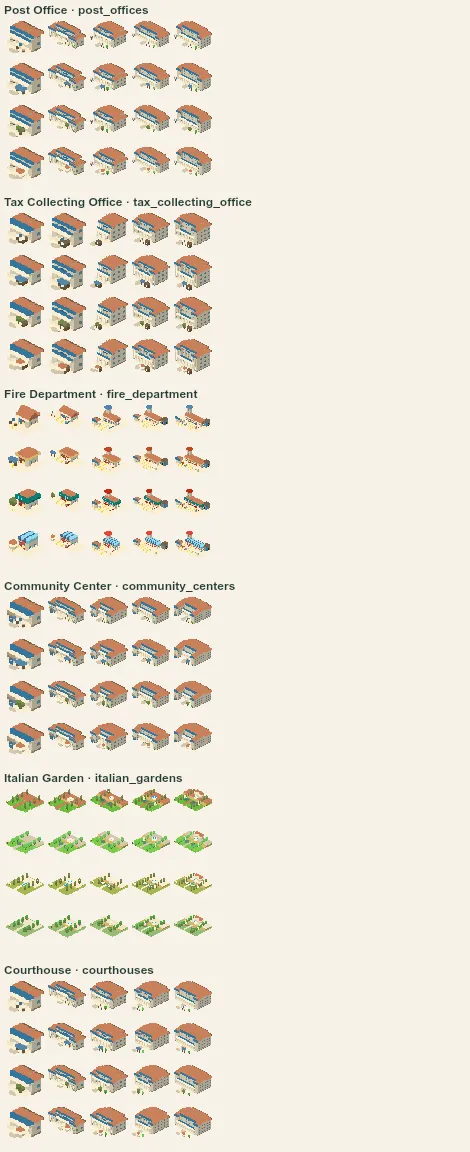 Post Office · post_offices
Tax Collecting Office · tax_collecting_office
Fire Department · fire_department
Community Center · community_centers
Italian Garden · italian_gardens
Courthouse · courthouses